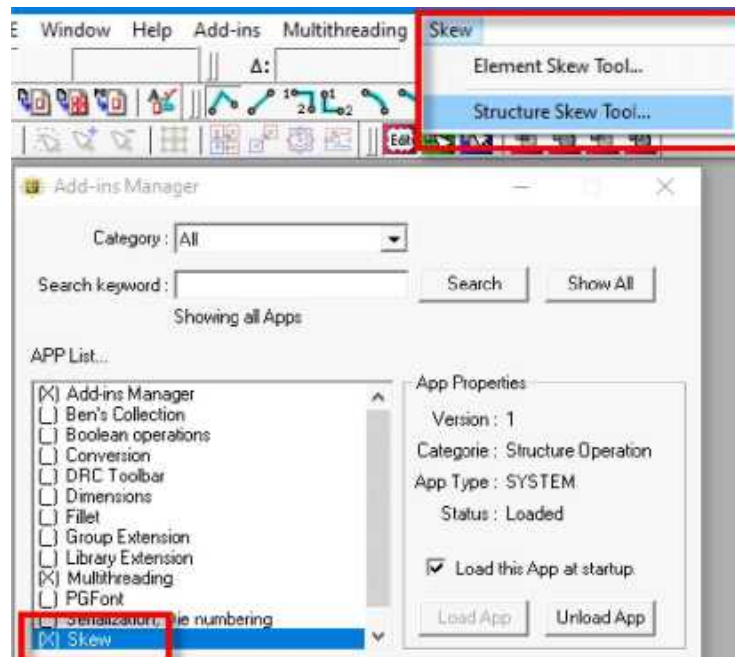 E Window Help Add-ins Multithreading Skew
Δ:
Element Skew Tool...
Structure Skew Tool...
Edit
Add-ins Manager
Category : All
Search keyword : Search Show All
Showing all Apps
APP List...
[X] Add-ins Manager
[_] Ben's Collection
[_] Boolean operations
[_] Conversion
[_] DRC Toolbar
[_] Dimensions
[_] Fillet
[_] Group Extension
[_] Library Extension
[X] Multithreading
[_] PGFont
[_] Serialization, Die numbering
[X] Skew
App Properties
Version : 1
Categorie : Structure Operation
App Type : SYSTEM
Status : Loaded
Load this App at startup
Load App Unload App